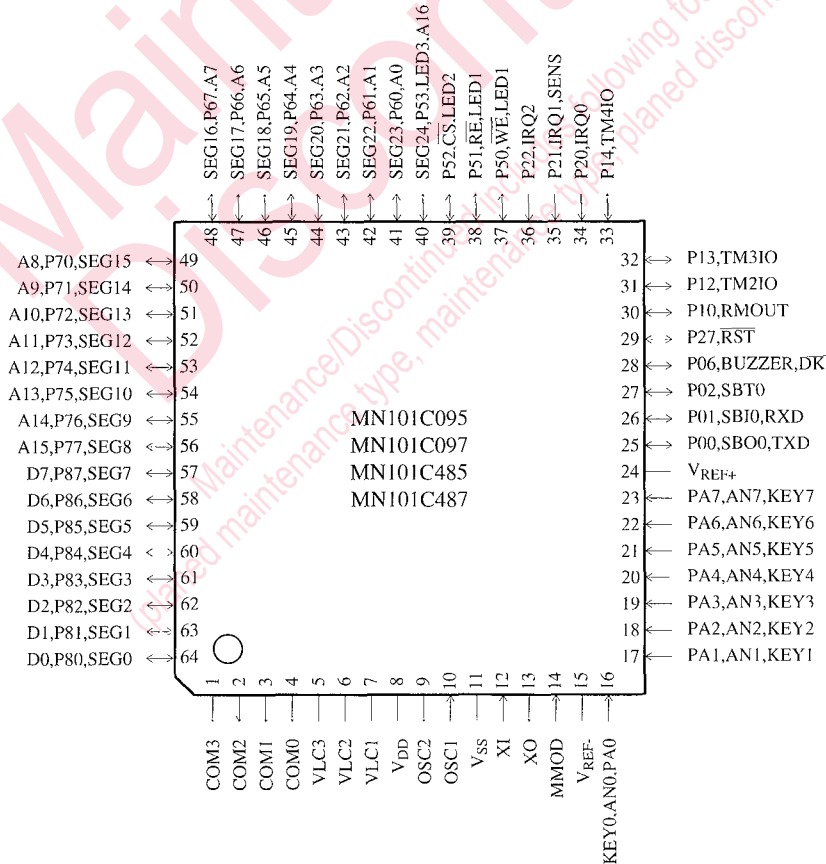 SEG16,P67,A7
SEG17,P66,A6
SEG18,P65,A5
SEG19,P64,A4
SEG20,P63,A3
SEG21,P62,A2
SEG22,P61,A1
SEG23,P60,A0
SEG24,P53,LED3,A16
P52,CS,LED2
P51,RE,LED1
P50,WE,LED1
P22,IRQ2
P21,IRQ1,SENS
P20,IRQ0
P14,TM4IO
48 47 46 45 44 43 42 41 40 39 38 37 36 35 34 33
A8,P70,SEG15 49
A9,P71,SEG14 50
A10,P72,SEG13 51
A11,P73,SEG12 52
A12,P74,SEG11 53
A13,P75,SEG10 54
A14,P76,SEG9 55
A15,P77,SEG8 56
D7,P87,SEG7 57
D6,P86,SEG6 58
D5,P85,SEG5 59
D4,P84,SEG4 60
D3,P83,SEG3 61
D2,P82,SEG2 62
D1,P81,SEG1 63
D0,P80,SEG0 64
MN101C095
MN101C097
MN101C485
MN101C487
32 P13,TM3IO
31 P12,TM2IO
30 P10,RMOUT
29 P27,RST
28 P06,BUZZER,DK
27 P02,SBT0
26 P01,SBI0,RXD
25 P00,SBO0,TXD
24 VREF+
23 PA7,AN7,KEY7
22 PA6,AN6,KEY6
21 PA5,AN5,KEY5
20 PA4,AN4,KEY4
19 PA3,AN3,KEY3
18 PA2,AN2,KEY2
17 PA1,AN1,KEY1
1 2 3 4 5 6 7 8 9 10 11 12 13 14 15 16
COM3
COM2
COM1
COM0
VLC3
VLC2
VLC1
VDD
OSC2
OSC1
VSS
XI
XO
MMOD
VREF-
KEY0,AN0,PA0
Maintenance/Discontinued includes following
(planed maintenance type, maintenance type, planed discon